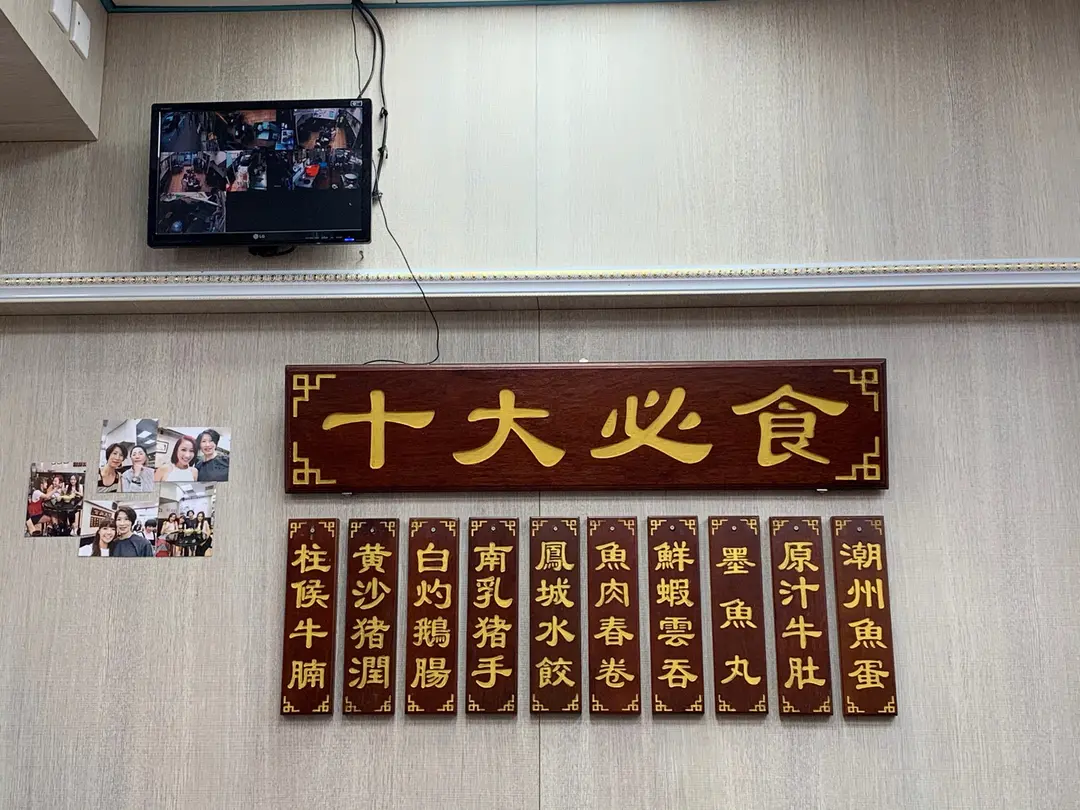 十大必食
柱侯牛腩
黄沙猪潤
白灼鵝腸
南乳猪手
鳳城水餃
魚肉春卷
鮮蝦雲吞
墨魚丸
原汁牛肚
潮州魚蛋
LG